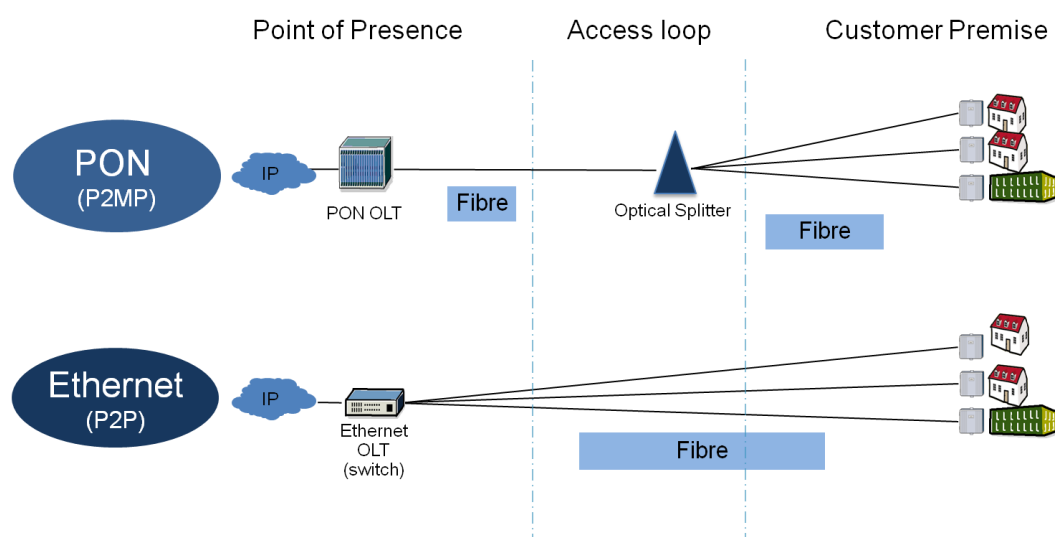 Point of Presence
Access loop
Customer Premise
PON
(P2MP)
IP
PON OLT
Fibre
Optical Splitter
Fibre
Ethernet
(P2P)
IP
Ethernet
OLT
(switch)
Fibre